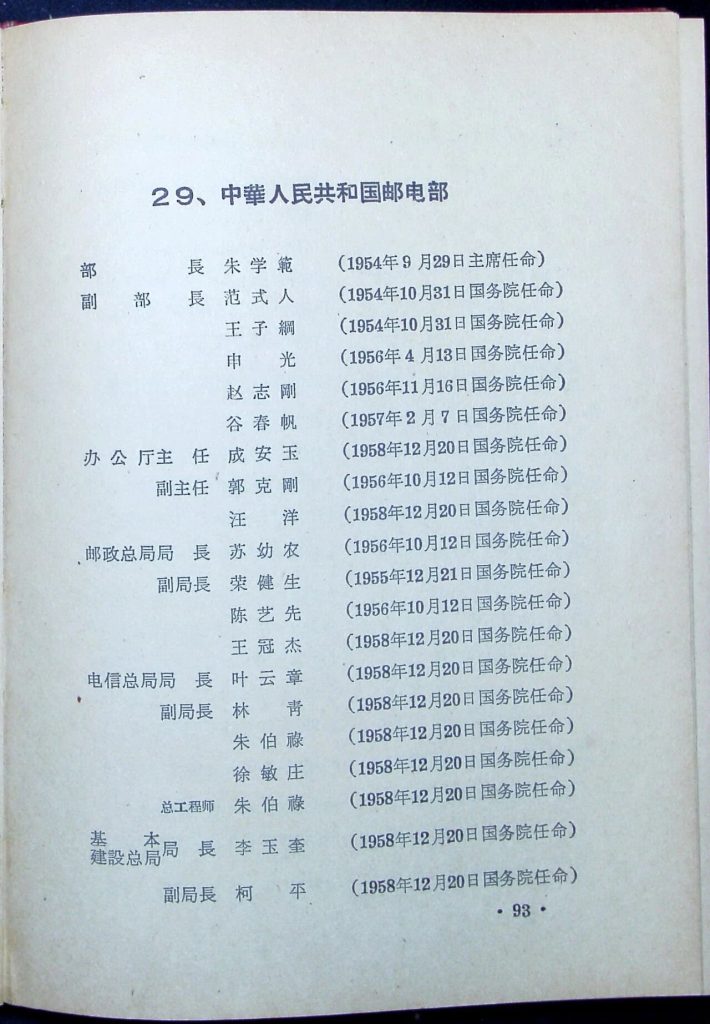 29、中華人民共和国邮电部
部長 朱学範 (1954年9月29日主席任命)
副部長 范式人 (1954年10月31日国务院任命)
王子綱 (1954年10月31日国务院任命)
申光 (1956年4月13日国务院任命)
赵志剛 (1956年11月16日国务院任命)
谷春帆 (1957年2月7日国务院任命)
办公厅主任 成安玉 (1958年12月20日国务院任命)
副主任 郭克剛 (1956年10月12日国务院任命)
汪洋 (1958年12月20日国务院任命)
邮政总局局長 苏幼农 (1956年10月12日国务院任命)
副局長 荣健生 (1955年12月21日国务院任命)
陈艺先 (1956年10月12日国务院任命)
王冠杰 (1958年12月20日国务院任命)
电信总局局長 叶云章 (1958年12月20日国务院任命)
副局長 林青 (1958年12月20日国务院任命)
朱伯祿 (1958年12月20日国务院任命)
徐敏庄 (1958年12月20日国务院任命)
总工程师 朱伯祿 (1958年12月20日国务院任命)
基本建設总局局長 李玉奎 (1958年12月20日国务院任命)
副局長 柯平 (1958年12月20日国务院任命)
·93·